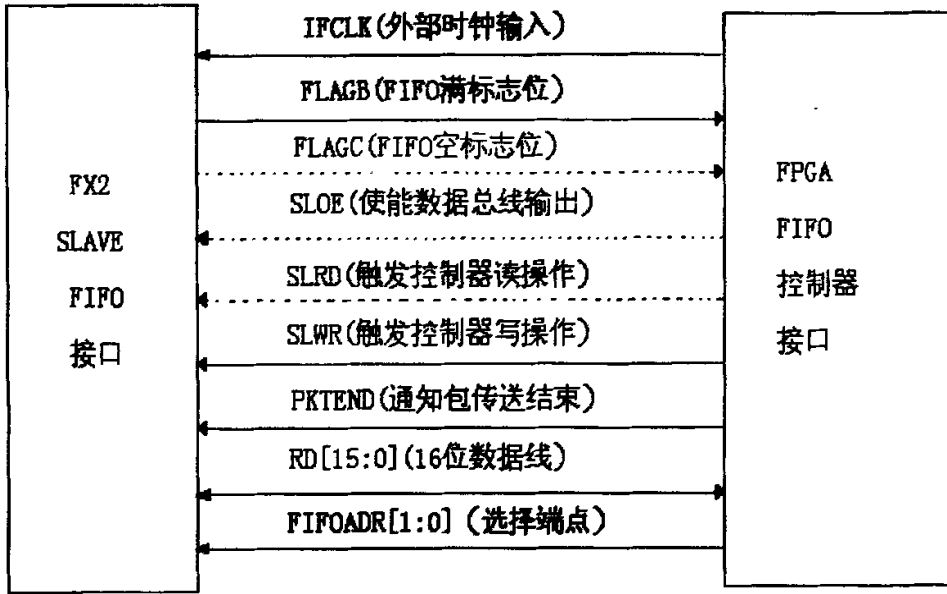 IFCLK(外部时钟输入)
FLAGB(FIFO满标志位)
FLAGC(FIFO空标志位)
SLOE(使能数据总线输出)
SLRD(触发控制器读操作)
SLWR(触发控制器写操作)
PKTEND(通知包传送结束)
RD[15:0](16位数据线)
FIFOADR[1:0](选择端点)
FX2
SLAVE
FIFO
接口
FPGA
FIFO
控制器
接口